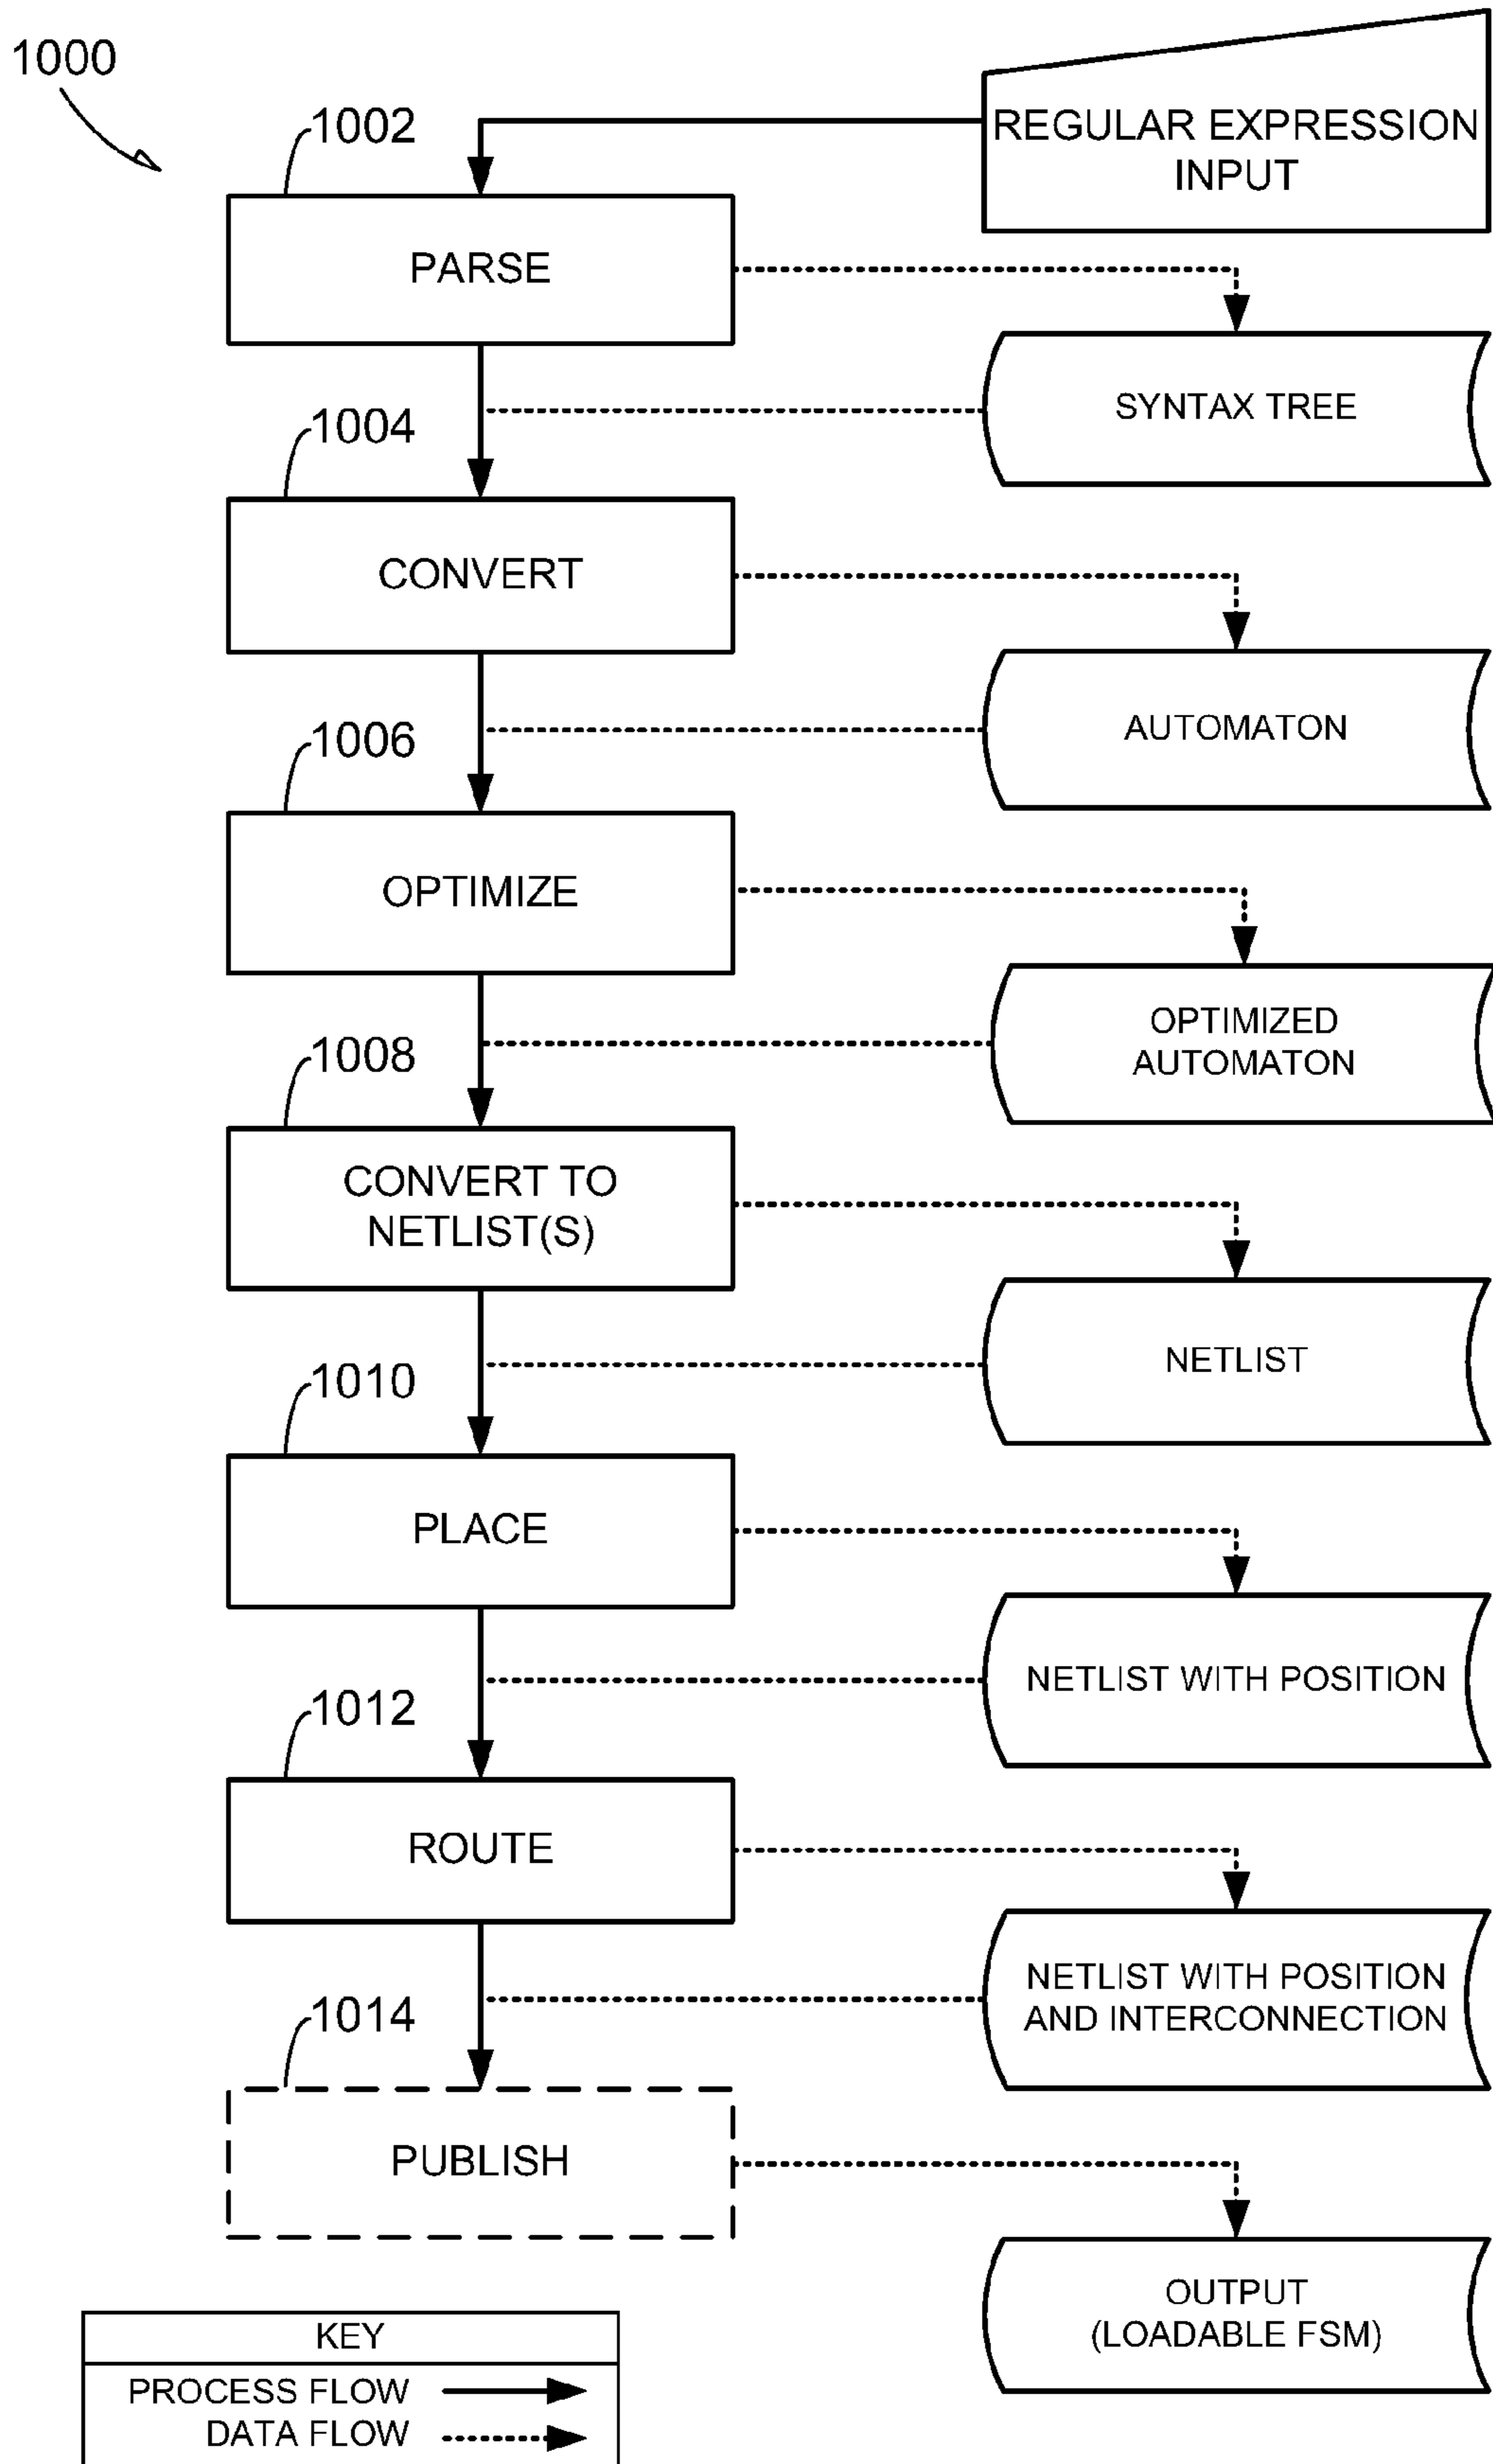 1000
1002
REGULAR EXPRESSION
INPUT
PARSE
SYNTAX TREE
1004
CONVERT
AUTOMATON
1006
OPTIMIZE
OPTIMIZED
AUTOMATON
1008
CONVERT TO
NETLIST(S)
NETLIST
1010
PLACE
NETLIST WITH POSITION
1012
ROUTE
NETLIST WITH POSITION
AND INTERCONNECTION
1014
PUBLISH
OUTPUT
(LOADABLE FSM)
KEY
PROCESS FLOW
DATA FLOW